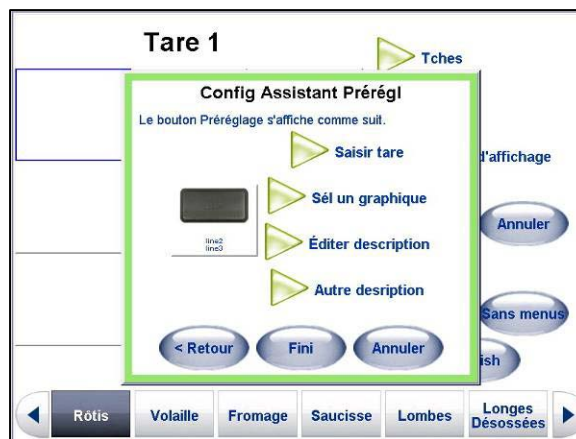 Tare 1
Tches
Config Assistant Prérégl
Le bouton Préréglage s'affiche comme suit.
Saisir tare
d'affichage
Sél un graphique
Annuler
line2
line3
Éditer description
Autre desription
Sans menus
< Retour
Fini
Annuler
ish
Rôtis
Volaille
Fromage
Saucisse
Lombes
Longes
Désossées